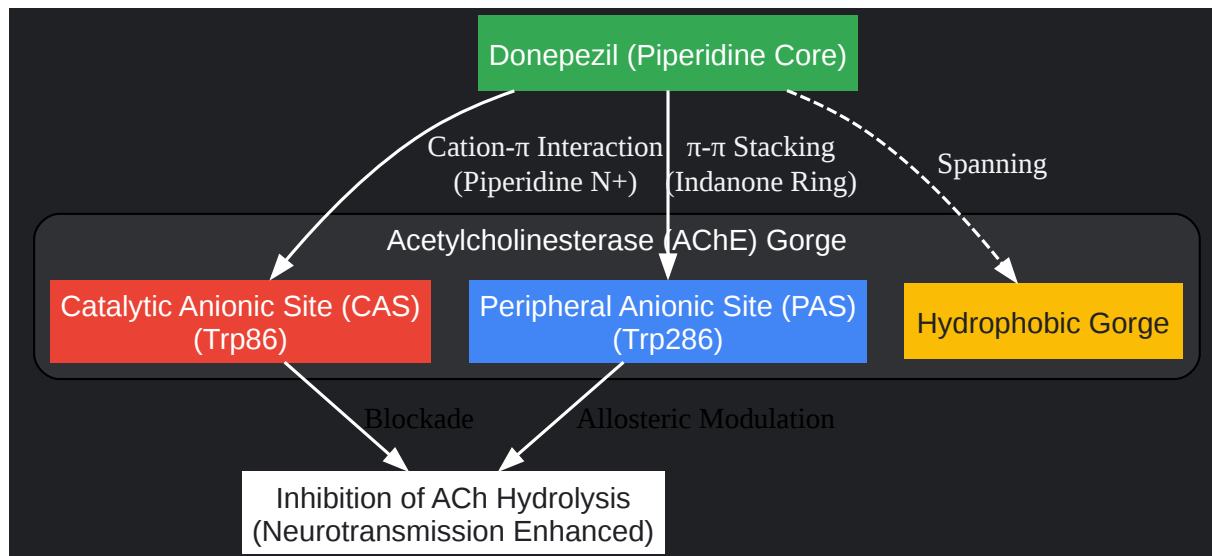 Donepezil (Piperidine Core)
Cation-π Interaction
(Piperidine N+)
π-π Stacking
(Indanone Ring)
Spanning
Acetylcholinesterase (AChE) Gorge
Catalytic Anionic Site (CAS)
(Trp86)
Peripheral Anionic Site (PAS)
(Trp286)
Hydrophobic Gorge
Blockade
Allosteric Modulation
Inhibition of ACh Hydrolysis
(Neurotransmission Enhanced)